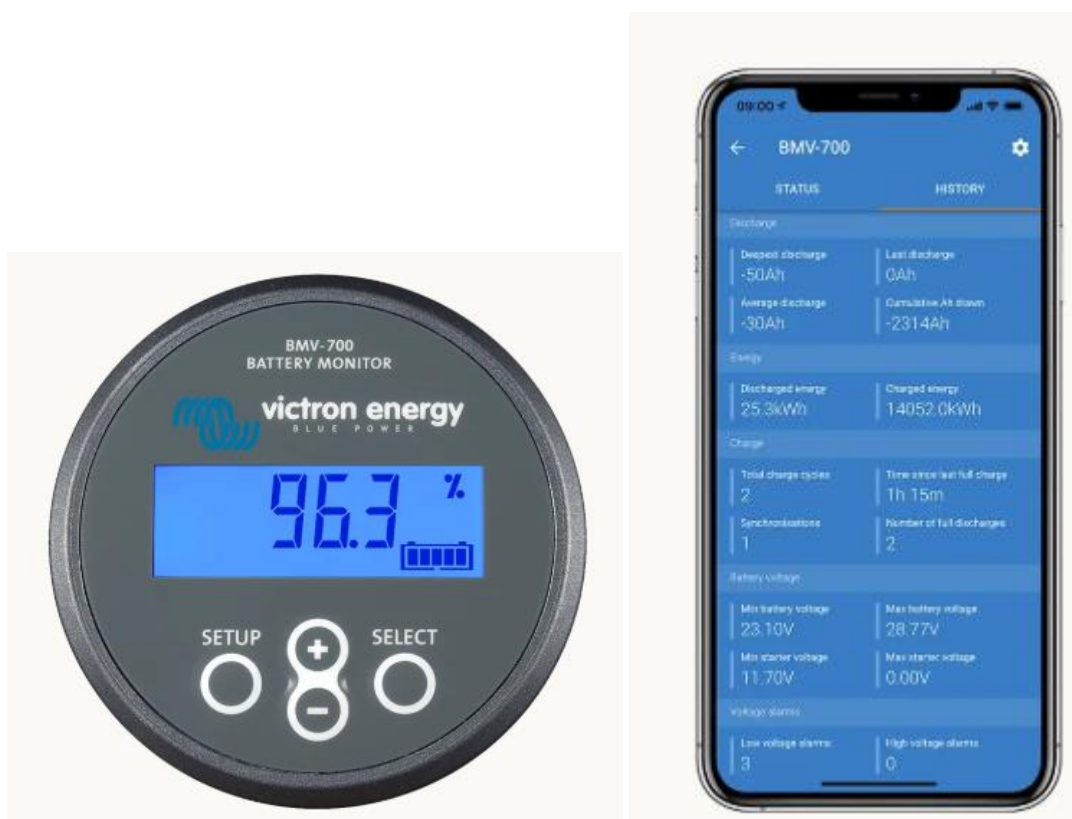 BMV-700
BATTERY MONITOR
victron energy
BLUE POWER
96.3 %
SETUP
+
SELECT
-
09:00
BMV-700
STATUS HISTORY
Discharge
Deepest discharge Last discharge
-50Ah 0Ah
Average discharge Cumulative Ah drawn
-30Ah -2314Ah
Energy
Discharged energy Charged energy
25.3kWh 14052.0kWh
Charge
Total charge cycles Time since last full charge
2 1h 15m
Synchronisations Number of full discharges
1 2
Battery voltage
Min battery voltage Max battery voltage
23.10V 28.77V
Min starter voltage Max starter voltage
11.70V 0.00V
Voltage alarms
Low voltage alarms High voltage alarms
3 0